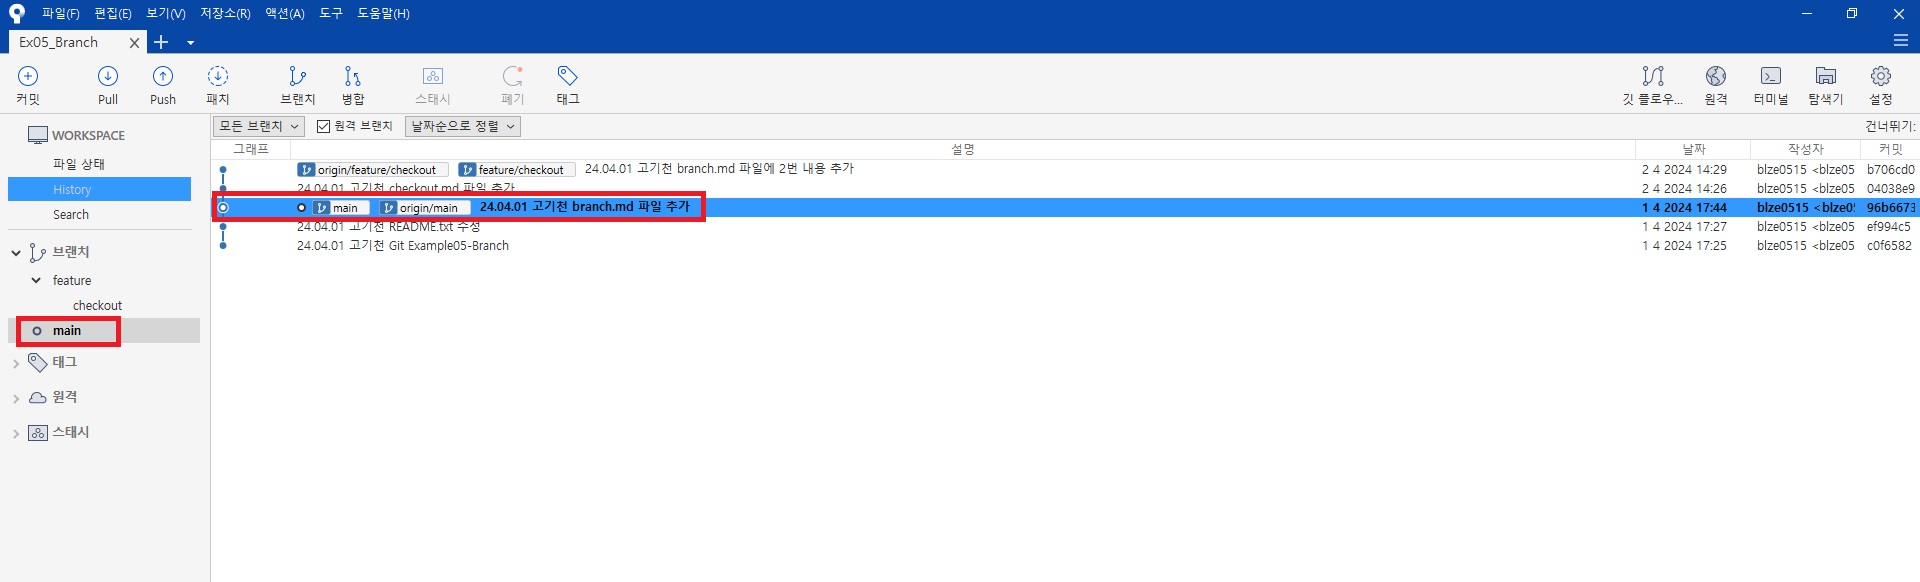 파일(F) 편집(E) 보기(V) 저장소(R) 액션(A) 도구 도움말(H)
Ex05_Branch
커밋 Pull Push 패치 브랜치 병합 스태시 폐기 태그 깃 플로우... 원격 터미널 탐색기 설정
WORKSPACE
파일 상태
History
Search
브랜치
feature
checkout
main
태그
원격
스태시
모든 브랜치 원격 브랜치 날짜순으로 정렬 건너뛰기:
그래프 설명 날짜 작성자 커밋
origin/feature/checkout feature/checkout 24.04.01 고기천 branch.md 파일에 2번 내용 추가 2 4 2024 14:29 blze0515 <blze05 b706cd0
24.04.01 고기천 checkout.md 파일 추가 2 4 2024 14:26 blze0515 <blze05 04038e9
main origin/main 24.04.01 고기천 branch.md 파일 추가 1 4 2024 17:44 blze0515 <blze05 96b6673
24.04.01 고기천 README.txt 수정 1 4 2024 17:27 blze0515 <blze05 ef994c5
24.04.01 고기천 Git Example05-Branch 1 4 2024 17:25 blze0515 <blze05 c0f6582